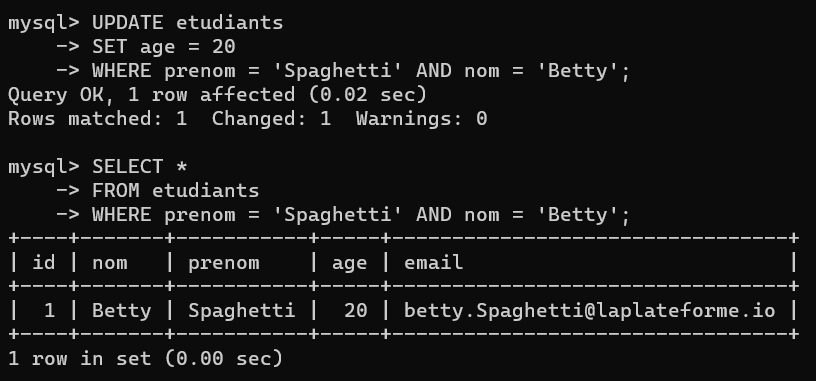 mysql> UPDATE etudiants
    -> SET age = 20
    -> WHERE prenom = 'Spaghetti' AND nom = 'Betty';
Query OK, 1 row affected (0.02 sec)
Rows matched: 1  Changed: 1  Warnings: 0

mysql> SELECT *
    -> FROM etudiants
    -> WHERE prenom = 'Spaghetti' AND nom = 'Betty';
+----+-------+-----------+-----+---------------------------------+
| id | nom   | prenom    | age | email                           |
+----+-------+-----------+-----+---------------------------------+
|  1 | Betty | Spaghetti |  20 | betty.Spaghetti@laplateforme.io |
+----+-------+-----------+-----+---------------------------------+
1 row in set (0.00 sec)